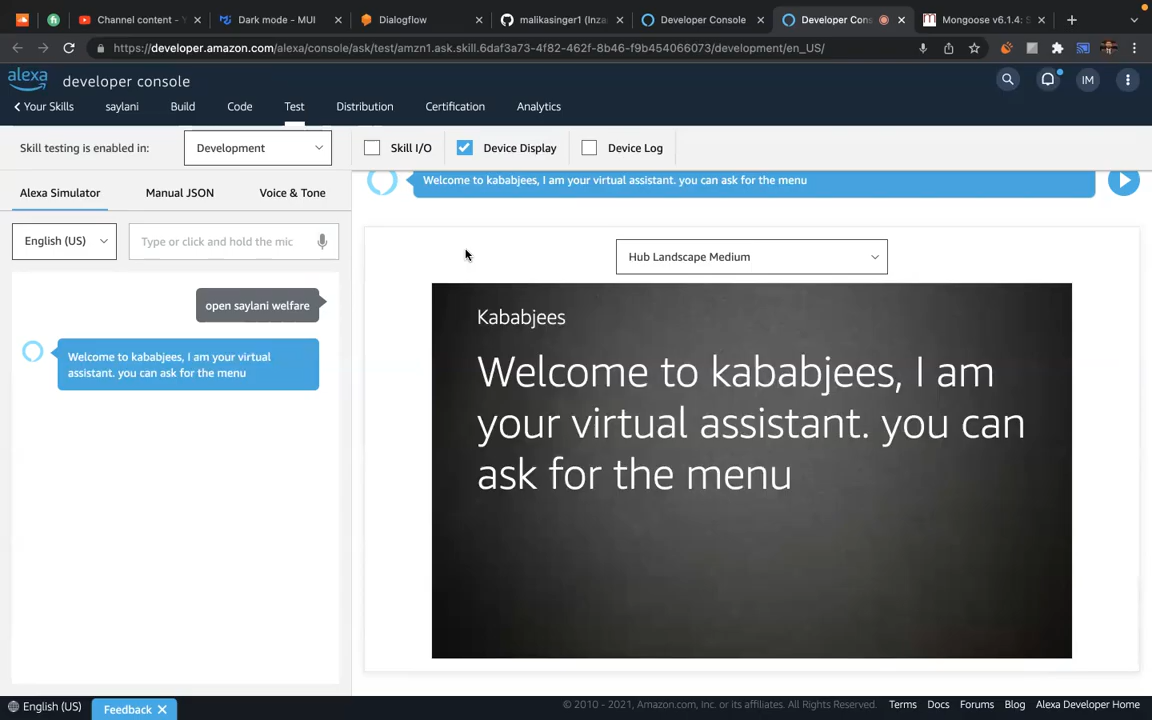 Channel content - Y
Dark mode - MUI
Dialogflow
malikasinger1 (Inza
Developer Console
Developer Cons
Mongoose v6.1.4: S
https://developer.amazon.com/alexa/console/ask/test/amzn1.ask.skill.6daf3a73-4f82-462f-8b46-f9b454066073/development/en_US/
alexa developer console
IM
Your Skills saylani Build Code Test Distribution Certification Analytics
Skill testing is enabled in: Development Skill I/O Device Display Device Log
Alexa Simulator Manual JSON Voice & Tone
Welcome to kababjees, I am your virtual assistant. you can ask for the menu
English (US) Type or click and hold the mic
Hub Landscape Medium
open saylani welfare
Welcome to kababjees, I am your virtual
assistant. you can ask for the menu
Kababjees
Welcome to kababjees, I am
your virtual assistant. you can
ask for the menu
English (US) Feedback
© 2010 - 2021, Amazon.com, Inc. or its affiliates. All Rights Reserved. Terms Docs Forums Blog Alexa Developer Home